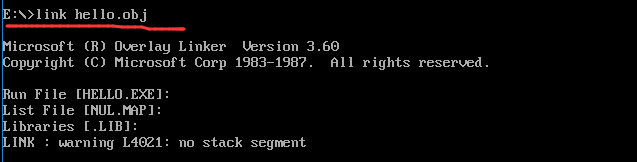 E:\>link hello.obj
Microsoft (R) Overlay Linker  Version 3.60
Copyright (C) Microsoft Corp 1983-1987.  All rights reserved.
Run File [HELLO.EXE]:
List File [NUL.MAP]:
Libraries [.LIB]:
LINK : warning L4021: no stack segment